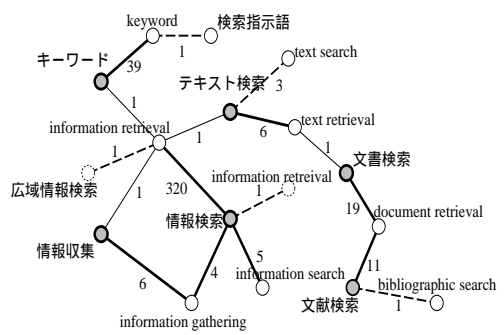 keyword
検索指示語
39
1
キーワード
text search
テキスト検索
3
1
6
text retrieval
information retrieval
1
1
1
文書検索
広域情報検索
1
320
information retreival
1
19
document retrieval
情報検索
情報収集
5
11
4
6
information search
bibliographic search
文献検索
1
information gathering